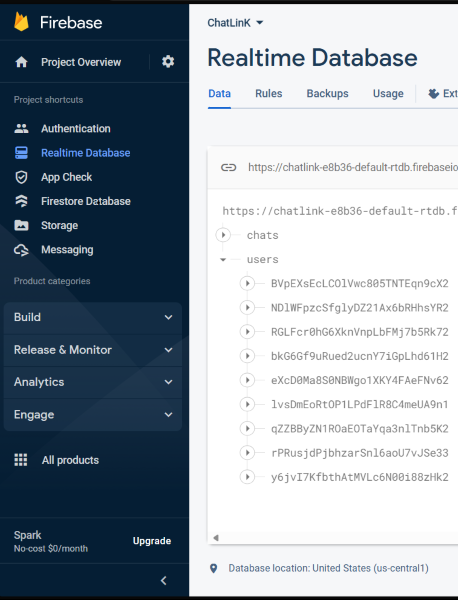 Firebase
ChatLinK
Project Overview
Realtime Database
Project shortcuts
Data Rules Backups Usage Ext
Authentication
Realtime Database
App Check
Firestore Database
Storage
Messaging
Product categories
Build
Release & Monitor
Analytics
Engage
All products
Spark
No-cost $0/month
Upgrade
https://chatlink-e8b36-default-rtdb.firebaseio
https://chatlink-e8b36-default-rtdb.f
chats
users
BVpEXsEcLCOlVwc805TNTEqn9cX2
NDlWFpzcSfglyDZ21Ax6bRHhsYR2
RGLFcr0hG6XknVnpLbFMj7b5Rk72
bkG6Gf9uRued2ucnY7iGpLhd61H2
eXcD0Ma8S0NBWgo1XKY4FAeFNv62
lvsDmEoRtOP1LPdFlR8C4meUA9n1
qZZBByZN1ROaEOTaYqa3nlTnb5K2
rPRusjdPjbhzarSnl6aoU7vJSe33
y6jvI7KfbthAtMVLc6N00i88zHk2
Database location: United States (us-central1)